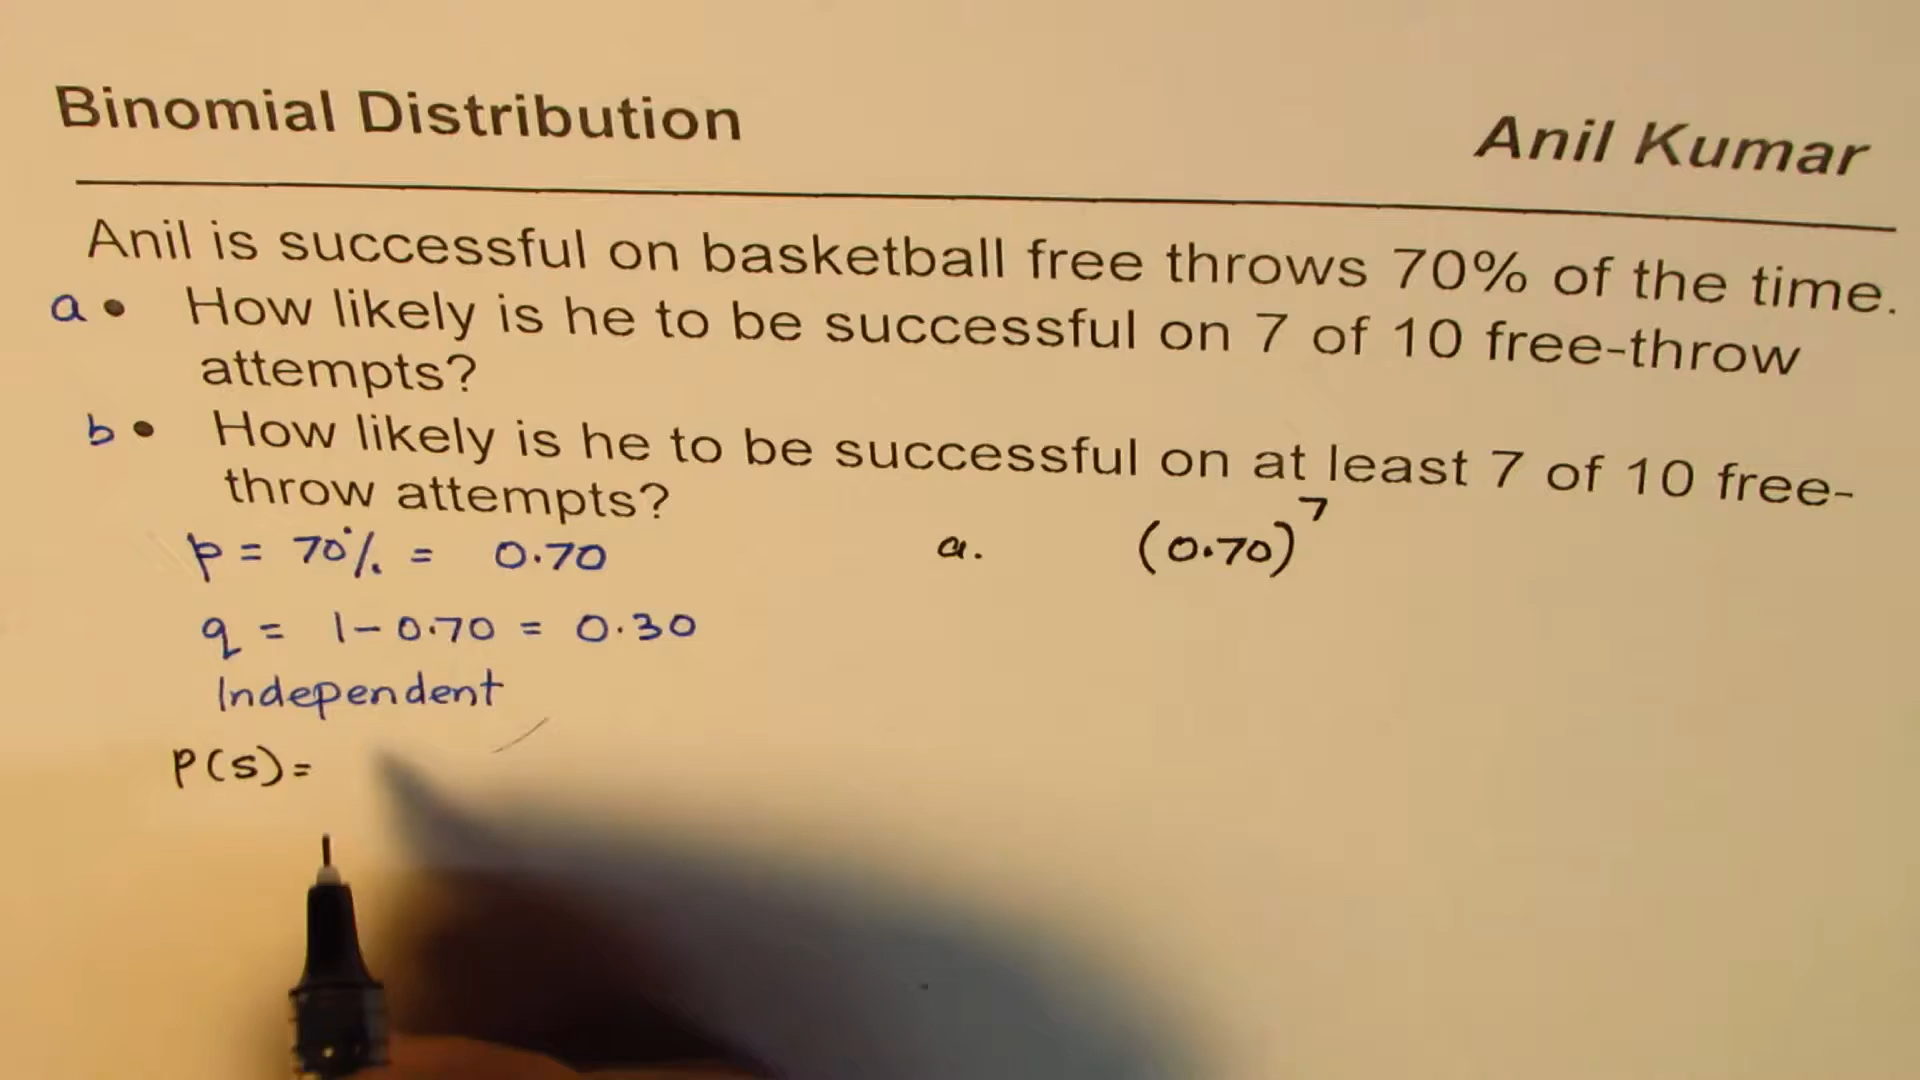 Binomial Distribution
Anil Kumar
Anil is successful on basketball free throws 70% of the time.
a • How likely is he to be successful on 7 of 10 free-throw
attempts?
b • How likely is he to be successful on at least 7 of 10 free-
throw attempts?
p = 70% = 0.70
a. (0.70)⁷
q = 1 - 0.70 = 0.30
Independent
P(s) =